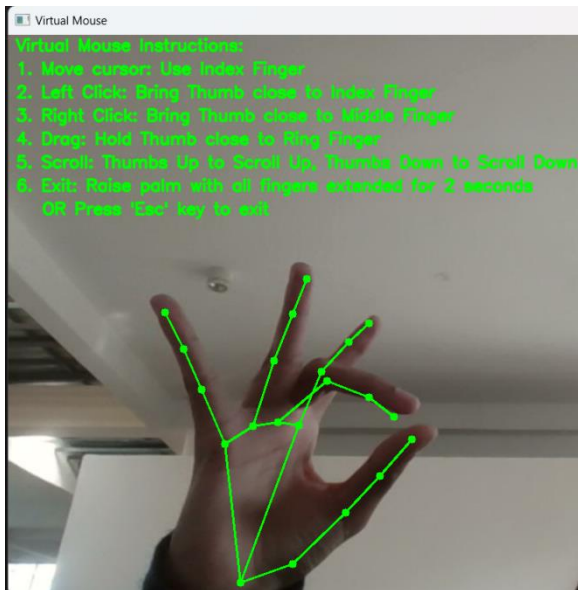 Virtual Mouse
Virtual Mouse Instructions:
1. Move cursor: Use Index Finger
2. Left Click: Bring Thumb close to Index Finger
3. Right Click: Bring Thumb close to Middle Finger
4. Drag: Hold Thumb close to Ring Finger
5. Scroll: Thumbs Up to Scroll Up, Thumbs Down to Scroll Down
6. Exit: Raise palm with all fingers extended for 2 seconds
OR Press 'Esc' key to exit